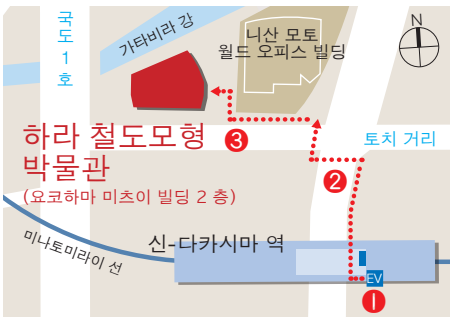 국도
1
호
가타비라 강
니산 모토
월드 오피스 빌딩
N
하라 철도모형
박물관
(요코하마 미츠이 빌딩 2 층)
3
토치 거리
2
미나토미라이 선
신-다카시마 역
EV
1